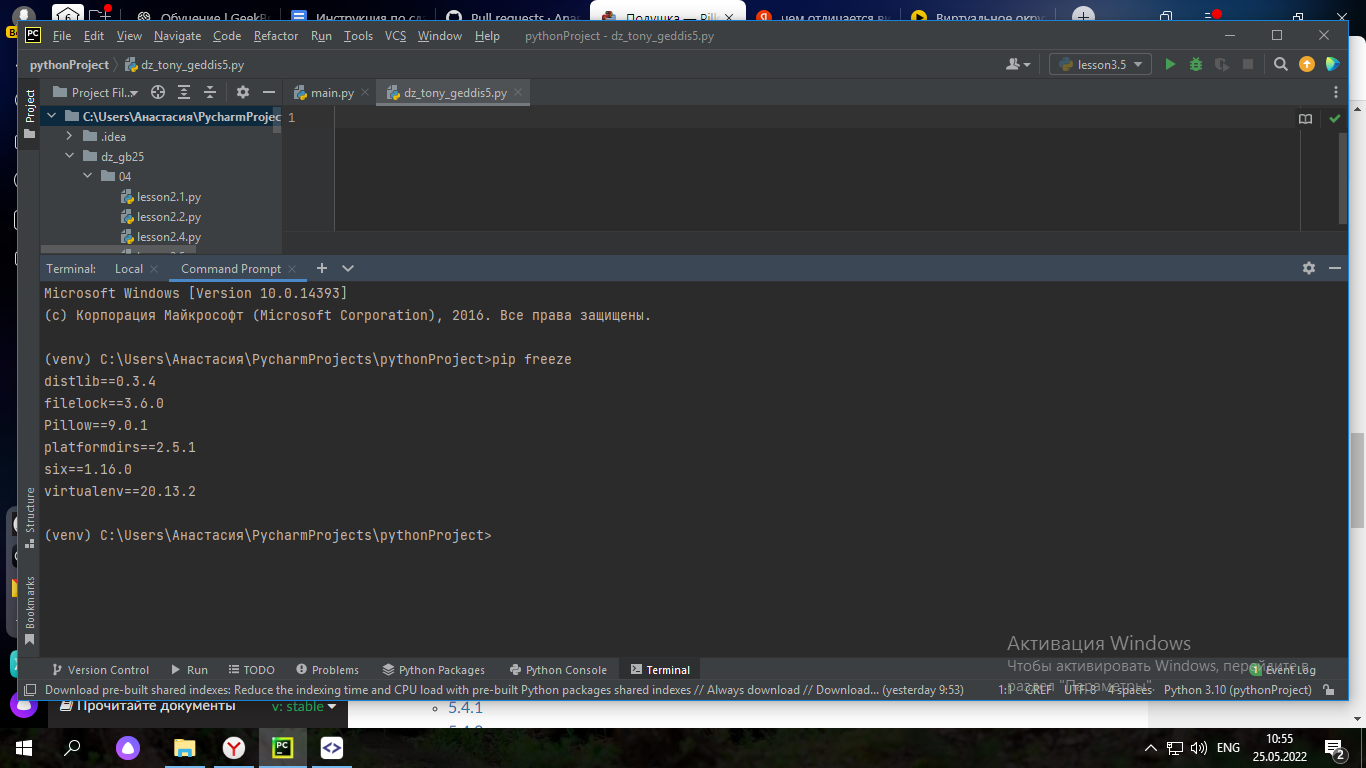 Обучение | GeekB
Инструкция по сд
Pull requests · Ana
Подушка — Pill
чем отличается ви
Виртуальное окру
PC File Edit View Navigate Code Refactor Run Tools VCS Window Help pythonProject - dz_tony_geddis5.py
pythonProject dz_tony_geddis5.py lesson3.5
Project Project Fil... main.py dz_tony_geddis5.py
C:\Users\Анастасия\PycharmProjec
1
.idea
dz_gb25
04
lesson2.1.py
lesson2.2.py
lesson2.4.py
Terminal: Local Command Prompt
Microsoft Windows [Version 10.0.14393]
(c) Корпорация Майкрософт (Microsoft Corporation), 2016. Все права защищены.
(venv) C:\Users\Анастасия\PycharmProjects\pythonProject>pip freeze
distlib==0.3.4
filelock==3.6.0
Pillow==9.0.1
platformdirs==2.5.1
six==1.16.0
virtualenv==20.13.2
(venv) C:\Users\Анастасия\PycharmProjects\pythonProject>
Structure
Bookmarks
Активация Windows
Чтобы активировать Windows, перейдите в
раздел "Параметры".
Version Control Run TODO Problems Python Packages Python Console Terminal 1 Event Log
Download pre-built shared indexes: Reduce the indexing time and CPU load with pre-built Python packages shared indexes // Always download // Download... (yesterday 9:53) 1:1 CRLF UTF-8 4 spaces Python 3.10 (pythonProject)
Прочитайте документы v: stable
5.4.1
PC ENG 10:55
25.05.2022 2